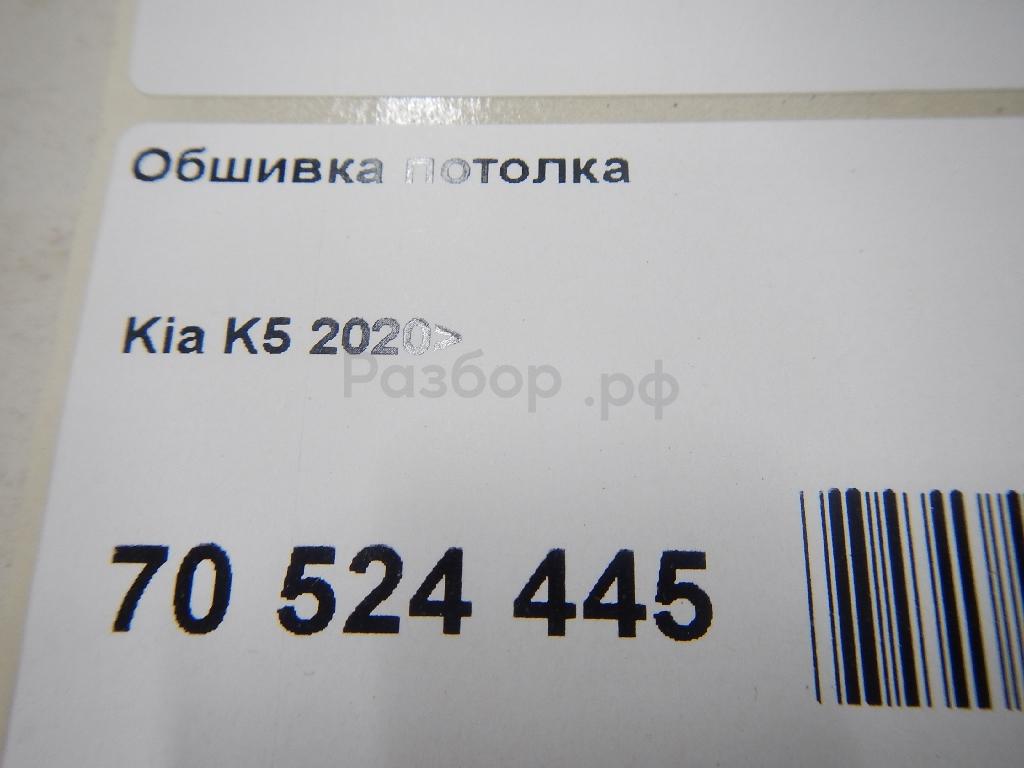 Обшивка потолка
Kia K5 2020>
Разбор.рф
70 524 445